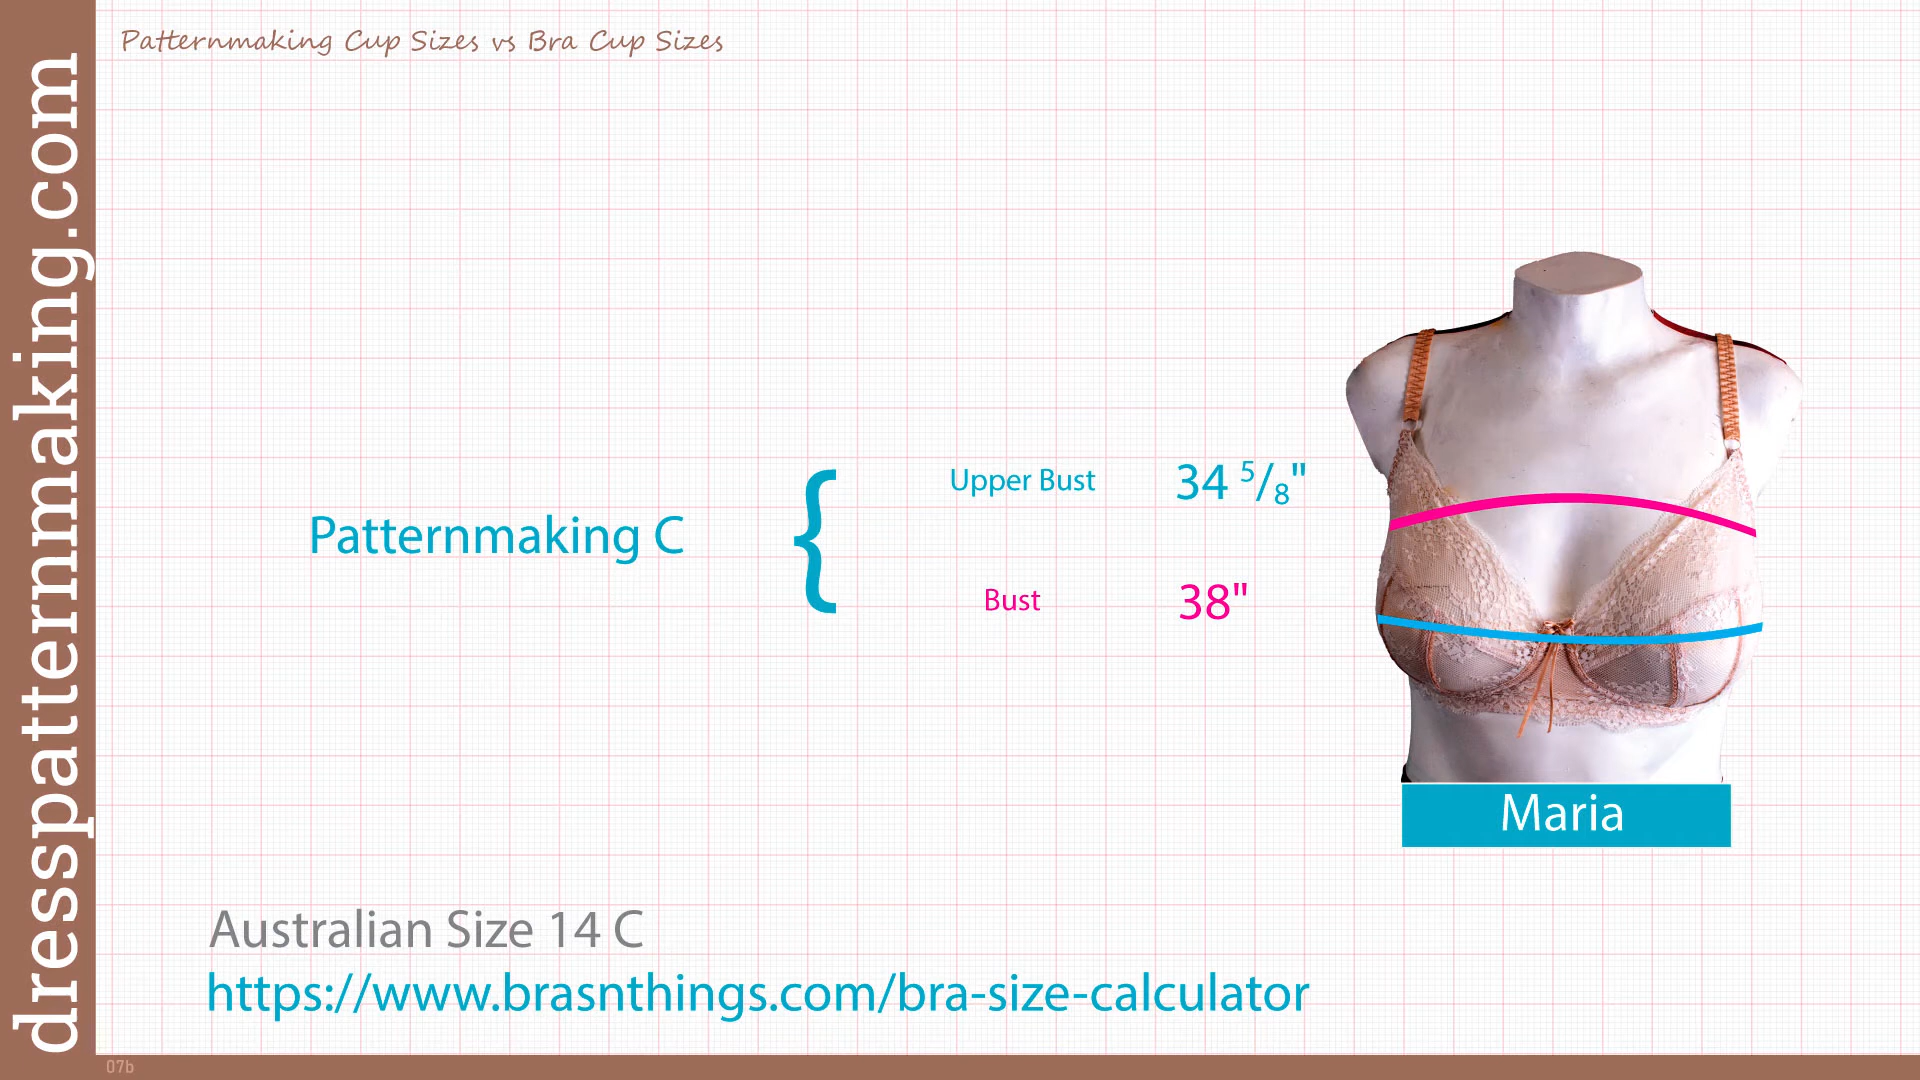 dresspatternmaking.com
Patternmaking Cup Sizes vs Bra Cup Sizes
Upper Bust 34 5/8"
Patternmaking C {
Bust 38"
Maria
Australian Size 14 C
https://www.brasnthings.com/bra-size-calculator
07b